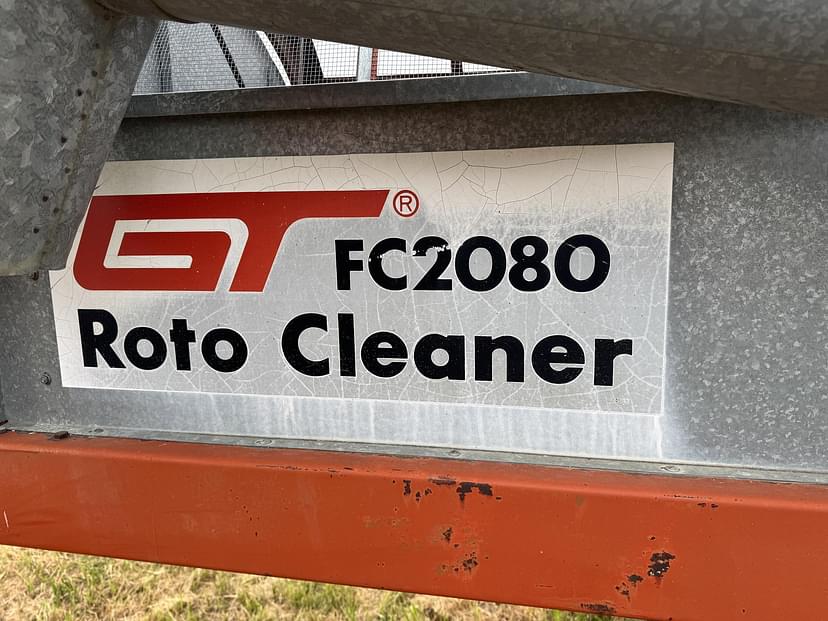 GT®
FC2080
Roto Cleaner